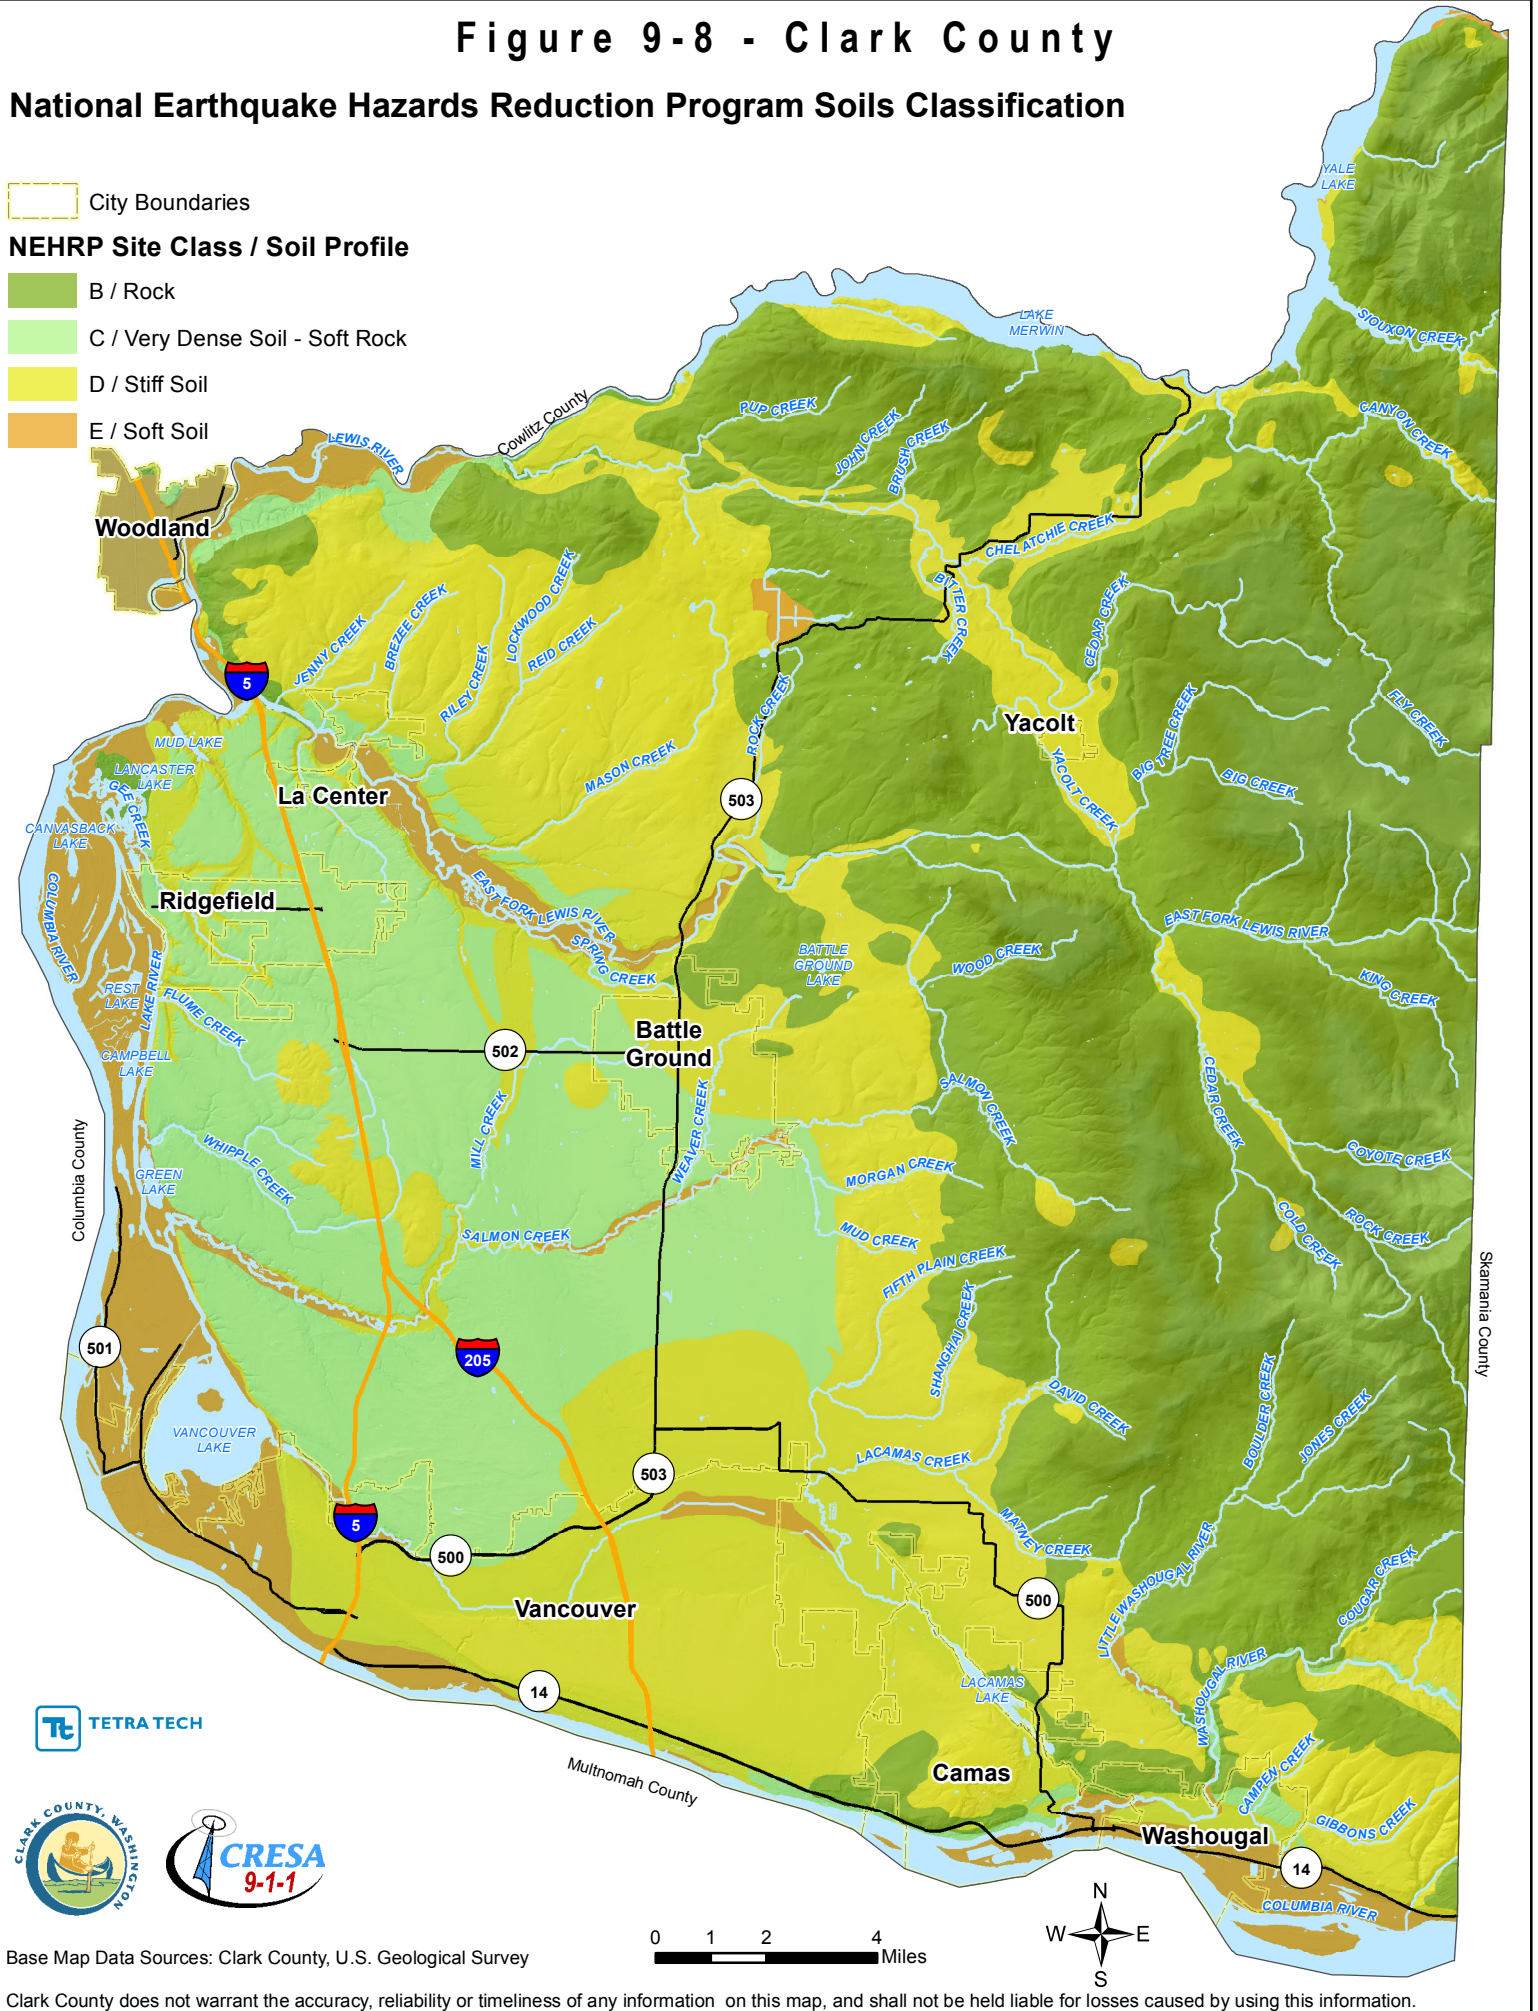 Figure 9-8 - Clark County
National Earthquake Hazards Reduction Program Soils Classification
City Boundaries
NEHRP Site Class / Soil Profile
B / Rock
C / Very Dense Soil - Soft Rock
D / Stiff Soil
E / Soft Soil
YALE
LAKE
LAKE
MERWIN
SIOUXON CREEK
CANYON CREEK
Cowlitz County
PUP CREEK
JOHN CREEK
BRUSH CREEK
LEWIS RIVER
Woodland
CHELATCHIE CREEK
BITTER CREEK
CEDAR CREEK
LOCKWOOD CREEK
BREZEE CREEK
JENNY CREEK
REID CREEK
RILEY CREEK
5
ROCK CREEK
Yacolt
BIG TREE CREEK
FLY CREEK
MUD LAKE
LANCASTER
LAKE
GEE CREEK
La Center
MASON CREEK
YACOLT CREEK
BIG CREEK
503
CANVASBACK
LAKE
COLUMBIA RIVER
Ridgefield
EAST FORK LEWIS RIVER
EAST FORK LEWIS RIVER
SPRING CREEK
BATTLE
GROUND
LAKE
WOOD CREEK
KING CREEK
REST
LAKE
LAKE RIVER
FLUME CREEK
Battle
Ground
502
CAMPBELL
LAKE
MILL CREEK
WEAVER CREEK
SALMON CREEK
CEDAR CREEK
COYOTE CREEK
Columbia County
WHIPPLE CREEK
GREEN
LAKE
MORGAN CREEK
SALMON CREEK
MUD CREEK
COLD CREEK
ROCK CREEK
FIFTH PLAIN CREEK
SHANGHAI CREEK
Skamania County
501
205
DAVID CREEK
BOULDER CREEK
JONES CREEK
VANCOUVER
LAKE
LACAMAS CREEK
503
5
500
MATNEY CREEK
LITTLE WASHOUGAL RIVER
COUGAR CREEK
500
Vancouver
WASHOUGAL RIVER
LACAMAS
LAKE
14
TETRA TECH
Multnomah County
Camas
CAMPEN CREEK
GIBBONS CREEK
Washougal
14
COLUMBIA RIVER
CLARK COUNTY, WASHINGTON
CRESA
9-1-1
N
W E
S
0 1 2 4
Miles
Base Map Data Sources: Clark County, U.S. Geological Survey
Clark County does not warrant the accuracy, reliability or timeliness of any information on this map, and shall not be held liable for losses caused by using this information.